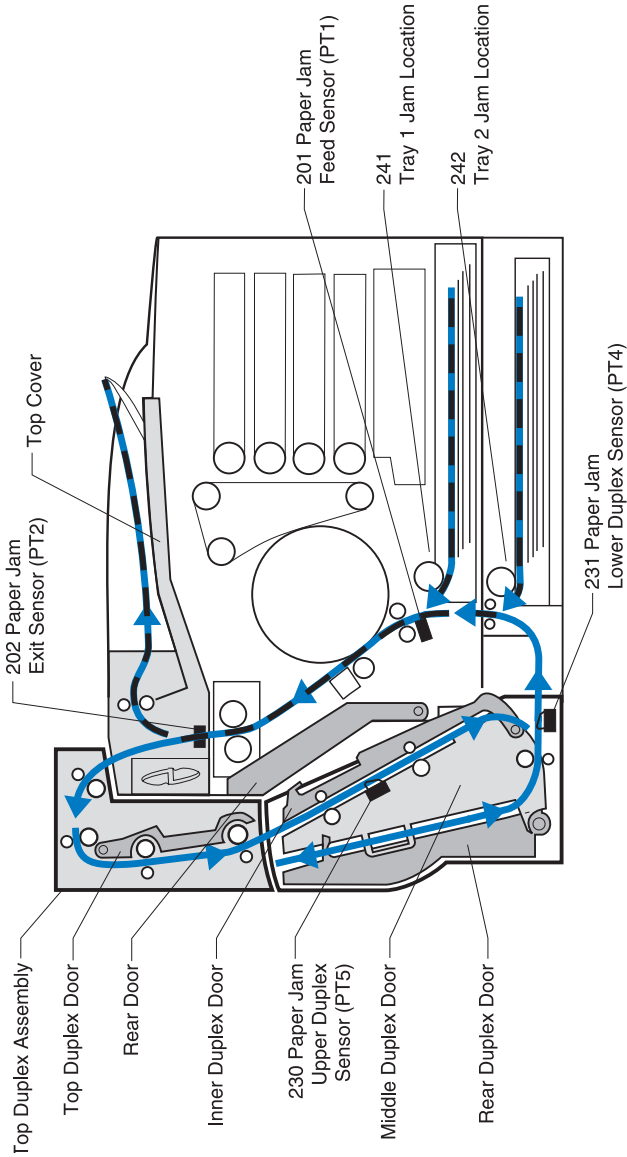 Top Duplex Assembly
Top Duplex Door
Rear Door
Inner Duplex Door
230 Paper Jam
Upper Duplex
Sensor (PT5)
Middle Duplex Door
Rear Duplex Door
202 Paper Jam
Exit Sensor (PT2)
Top Cover
231 Paper Jam
Lower Duplex Sensor (PT4)
201 Paper Jam
Feed Sensor (PT1)
241
Tray 1 Jam Location
242
Tray 2 Jam Location